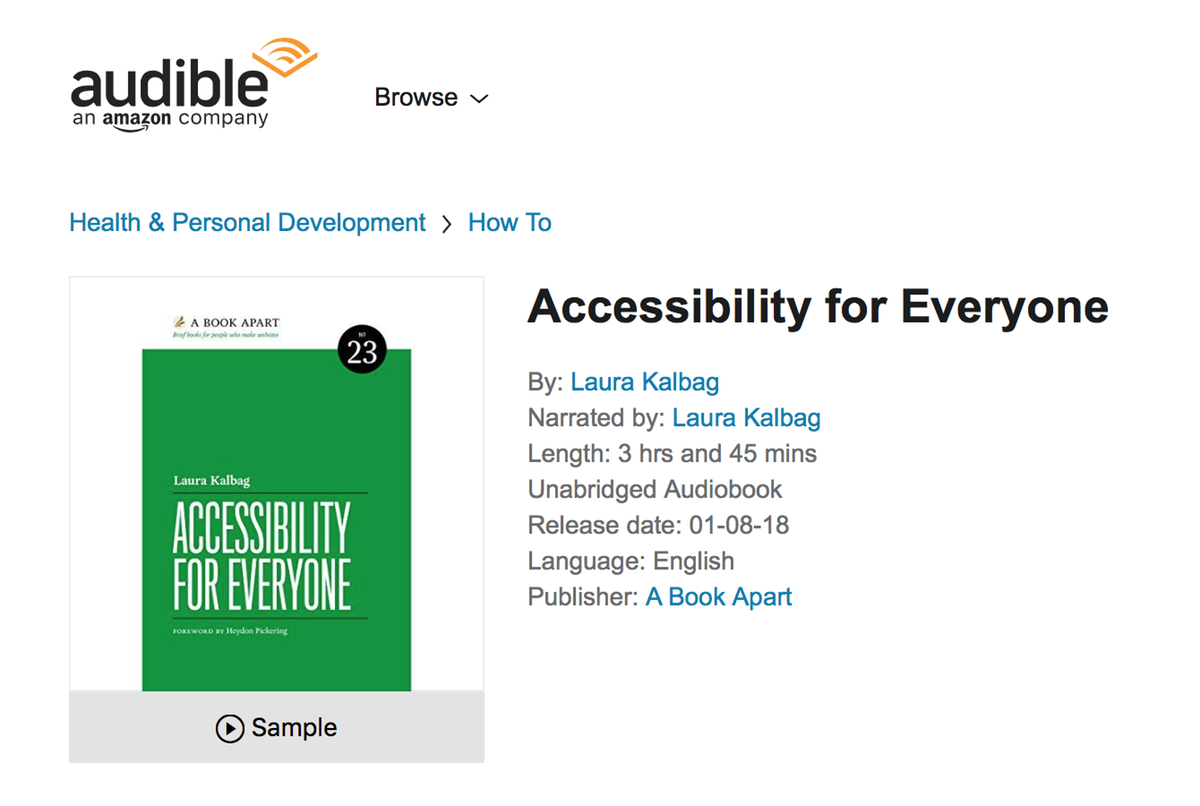 audible
an amazon company
Browse
Health & Personal Development > How To
A BOOK APART
Brief books for people who make websites
No
23
Laura Kalbag
ACCESSIBILITY
FOR EVERYONE
FOREWORD BY Heydon Pickering
Sample
Accessibility for Everyone
By: Laura Kalbag
Narrated by: Laura Kalbag
Length: 3 hrs and 45 mins
Unabridged Audiobook
Release date: 01-08-18
Language: English
Publisher: A Book Apart